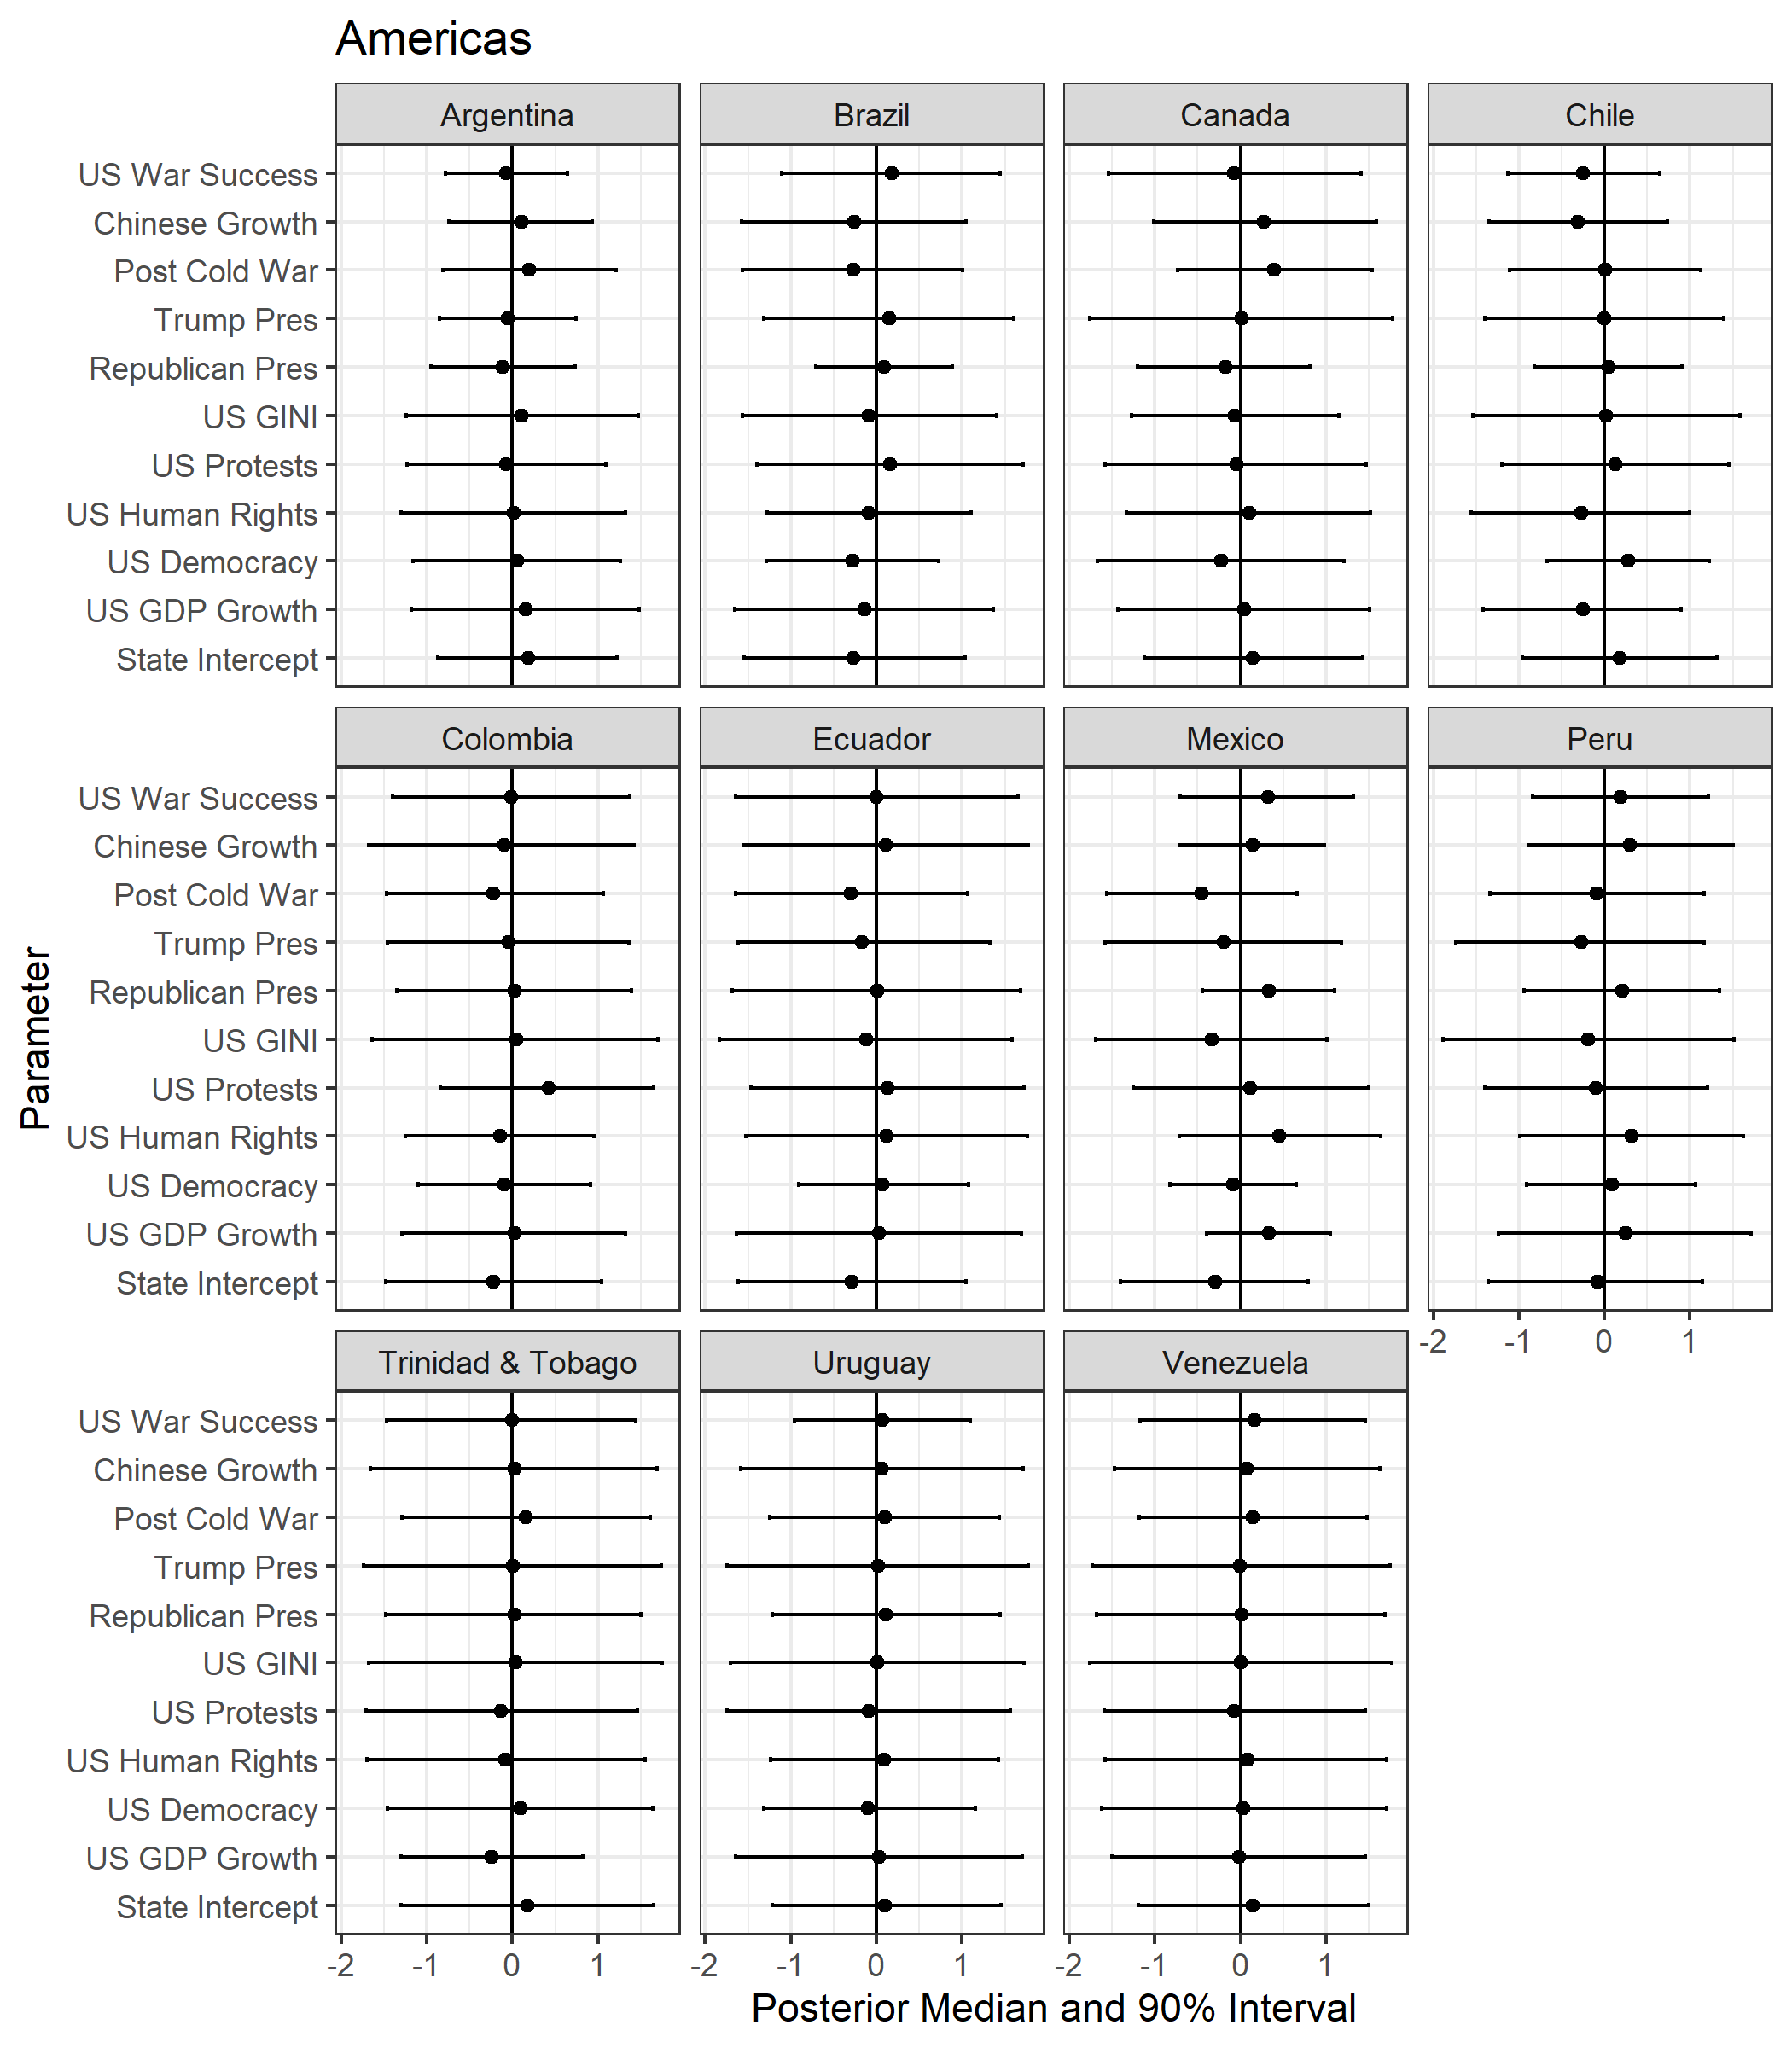 Americas
Argentina
Brazil
Canada
Chile
US War Success
Chinese Growth
Post Cold War
Trump Pres
Republican Pres
US GINI
US Protests
US Human Rights
US Democracy
US GDP Growth
State Intercept
Colombia
Ecuador
Mexico
Peru
US War Success
Chinese Growth
Post Cold War
Trump Pres
Republican Pres
US GINI
US Protests
US Human Rights
US Democracy
US GDP Growth
State Intercept
-2 -1 0 1
Parameter
Trinidad & Tobago
Uruguay
Venezuela
US War Success
Chinese Growth
Post Cold War
Trump Pres
Republican Pres
US GINI
US Protests
US Human Rights
US Democracy
US GDP Growth
State Intercept
-2 -1 0 1
-2 -1 0 1
-2 -1 0 1
Posterior Median and 90% Interval